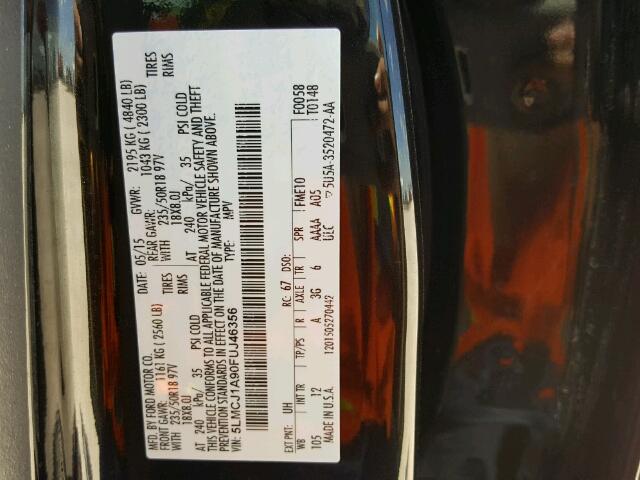 MFD. BY FORD MOTOR CO. 05/15 GVWR: 2195 KG ( 4840 LB)
FRONT GAWR: 1161 KG ( 2560 LB) REAR GAWR: 1043 KG ( 2300 LB)
WITH 235/50R18 97V TIRES WITH 235/50R18 97V TIRES
18X8.0J RIMS 18X8.0J RIMS
AT 240 kPa/ 35 PSI COLD AT 240 kPa/ 35 PSI COLD
THIS VEHICLE CONFORMS TO ALL APPLICABLE FEDERAL MOTOR VEHICLE SAFETY AND THEFT
PREVENTION STANDARDS IN EFFECT ON THE DATE OF MANUFACTURE SHOWN ABOVE.
VIN: 5LMCJ1A90FUJ46356 TYPE: MPV
EXT PNT: UH RC: 67 DSO: F0058
WB INT TR TP/PS R AXLE TR SPR FME10 T0148
105 12 A 3G 6 AAAA A05
MADE IN U.S.A. 1201505270442 ULC 5U5A-3520472-AA